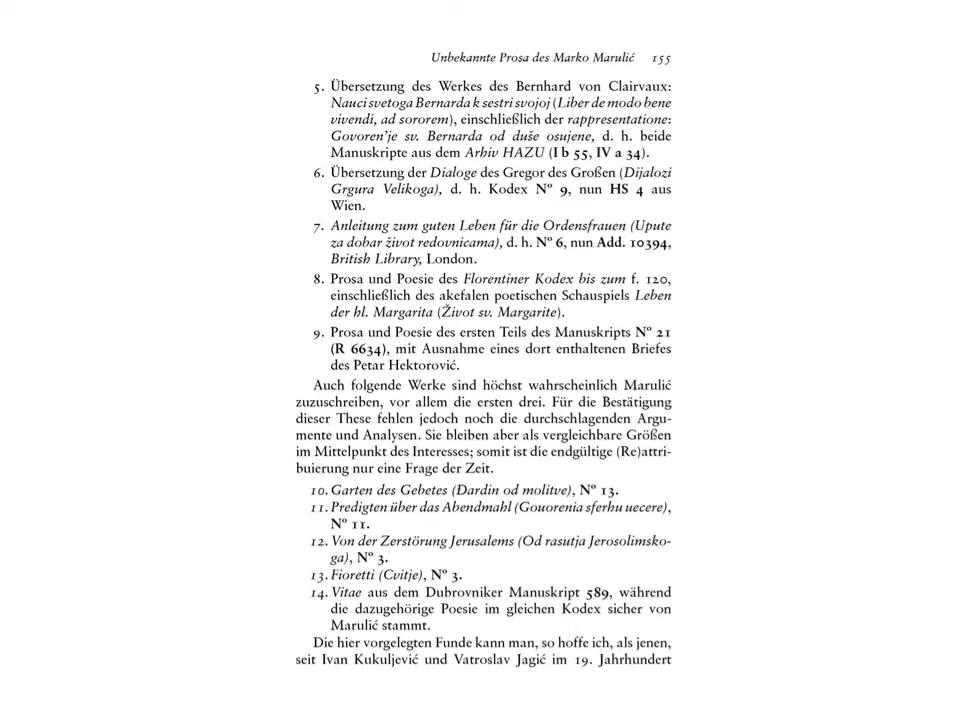 Unbekannte Prosa des Marko Marulić 155
5. Übersetzung des Werkes des Bernhard von Clairvaux:
Nauci svetoga Bernarda k sestri svojoj (Liber de modo bene
vivendi, ad sororem), einschließlich der rappresentatione:
Govoren'je sv. Bernarda od duše osujene, d. h. beide
Manuskripte aus dem Arhiv HAZU (I b 55, IV a 34).
6. Übersetzung der Dialoge des Gregor des Großen (Dijalozi
Grgura Velikoga), d. h. Kodex Nº 9, nun HS 4 aus
Wien.
7. Anleitung zum guten Leben für die Ordensfrauen (Upute
za dobar život redovnicama), d. h. Nº 6, nun Add. 10394,
British Library, London.
8. Prosa und Poesie des Florentiner Kodex bis zum f. 120,
einschließlich des akefalen poetischen Schauspiels Leben
der hl. Margarita (Život sv. Margarite).
9. Prosa und Poesie des ersten Teils des Manuskripts Nº 21
(R 6634), mit Ausnahme eines dort enthaltenen Briefes
des Petar Hektorović.
Auch folgende Werke sind höchst wahrscheinlich Marulić
zuzuschreiben, vor allem die ersten drei. Für die Bestätigung
dieser These fehlen jedoch noch die durchschlagenden Argu-
mente und Analysen. Sie bleiben aber als vergleichbare Größen
im Mittelpunkt des Interesses; somit ist die endgültige (Re)attri-
buierung nur eine Frage der Zeit.
10. Garten des Gebetes (Đardin od molitve), Nº 13.
11. Predigten über das Abendmahl (Gouorenia sferhu uecere),
Nº 11.
12. Von der Zerstörung Jerusalems (Od rasutja Jerosolimsko-
ga), Nº 3.
13. Fioretti (Cvitje), Nº 3.
14. Vitae aus dem Dubrovniker Manuskript 589, während
die dazugehörige Poesie im gleichen Kodex sicher von
Marulić stammt.
Die hier vorgelegten Funde kann man, so hoffe ich, als jenen,
seit Ivan Kukuljević und Vatroslav Jagić im 19. Jahrhundert